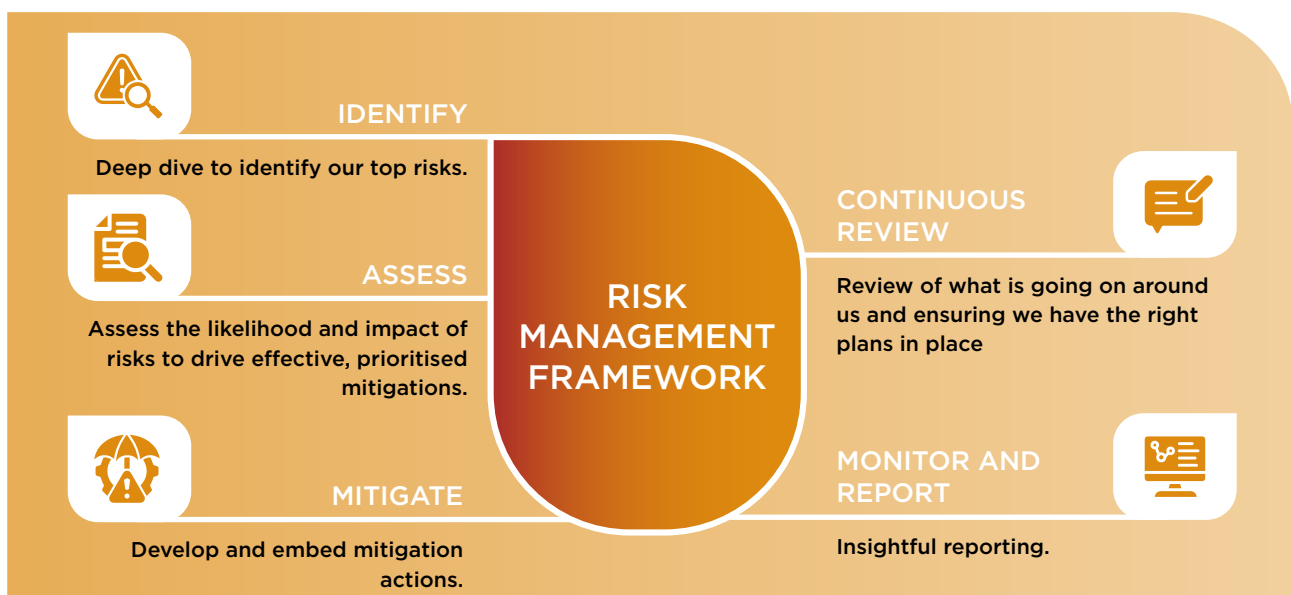 IDENTIFY
Deep dive to identify our top risks.
ASSESS
Assess the likelihood and impact of
risks to drive effective, prioritised
mitigations.
MITIGATE
Develop and embed mitigation
actions.
RISK
MANAGEMENT
FRAMEWORK
CONTINUOUS
REVIEW
Review of what is going on around
us and ensuring we have the right
plans in place
MONITOR AND
REPORT
Insightful reporting.